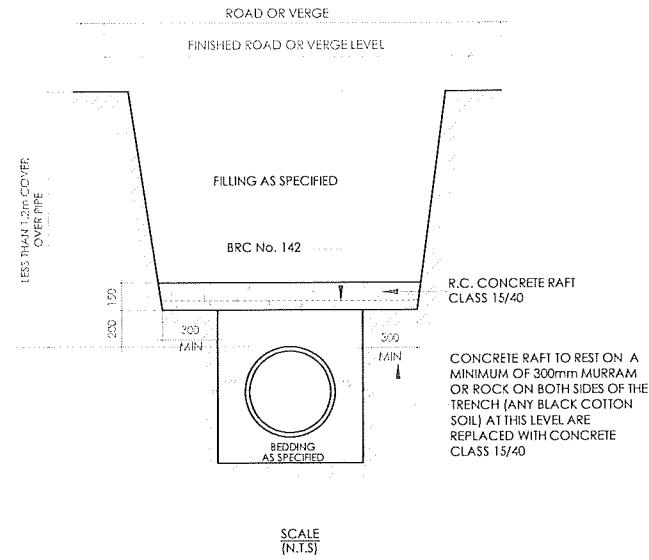 ROAD OR VERGE
FINISHED ROAD OR VERGE LEVEL
LESS THAN 1.2m COVER
OVER PIPE
FILLING AS SPECIFIED
BRC No. 142
150
200
300
MIN
300
MIN
R.C. CONCRETE RAFT
CLASS 15/40
CONCRETE RAFT TO REST ON A
MINIMUM OF 300mm MURRAM
OR ROCK ON BOTH SIDES OF THE
TRENCH (ANY BLACK COTTON
SOIL) AT THIS LEVEL ARE
REPLACED WITH CONCRETE
CLASS 15/40
BEDDING
AS SPECIFIED
SCALE
(N.T.S)